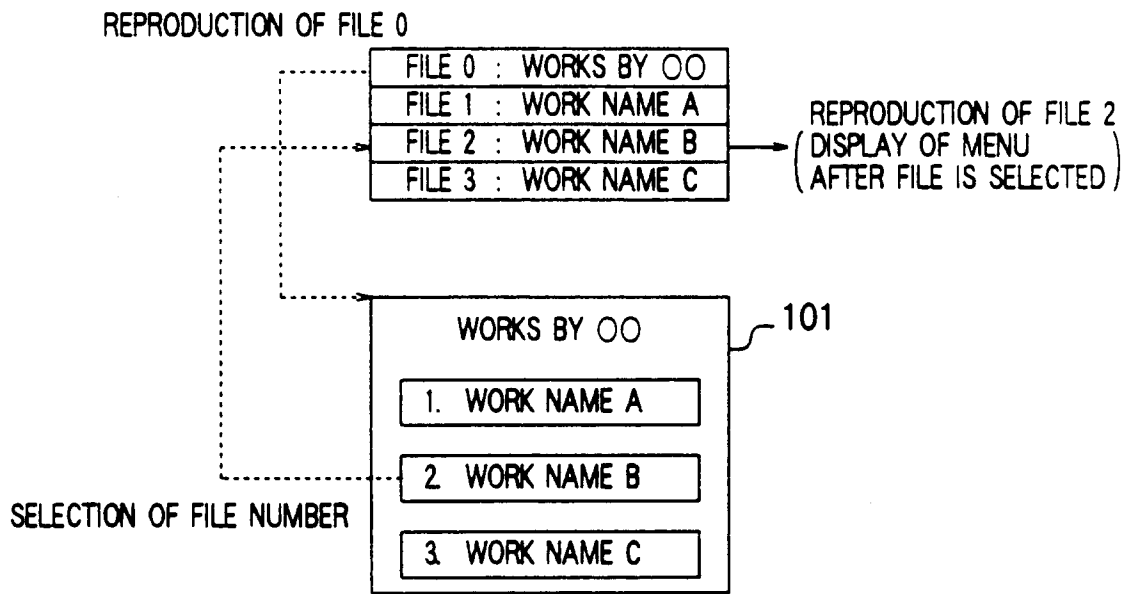 REPRODUCTION OF FILE 0
FILE 0 : WORKS BY ○○
FILE 1 : WORK NAME A
FILE 2 : WORK NAME B
FILE 3 : WORK NAME C
REPRODUCTION OF FILE 2
(DISPLAY OF MENU
AFTER FILE IS SELECTED)
WORKS BY ○○
101
1. WORK NAME A
2. WORK NAME B
3. WORK NAME C
SELECTION OF FILE NUMBER